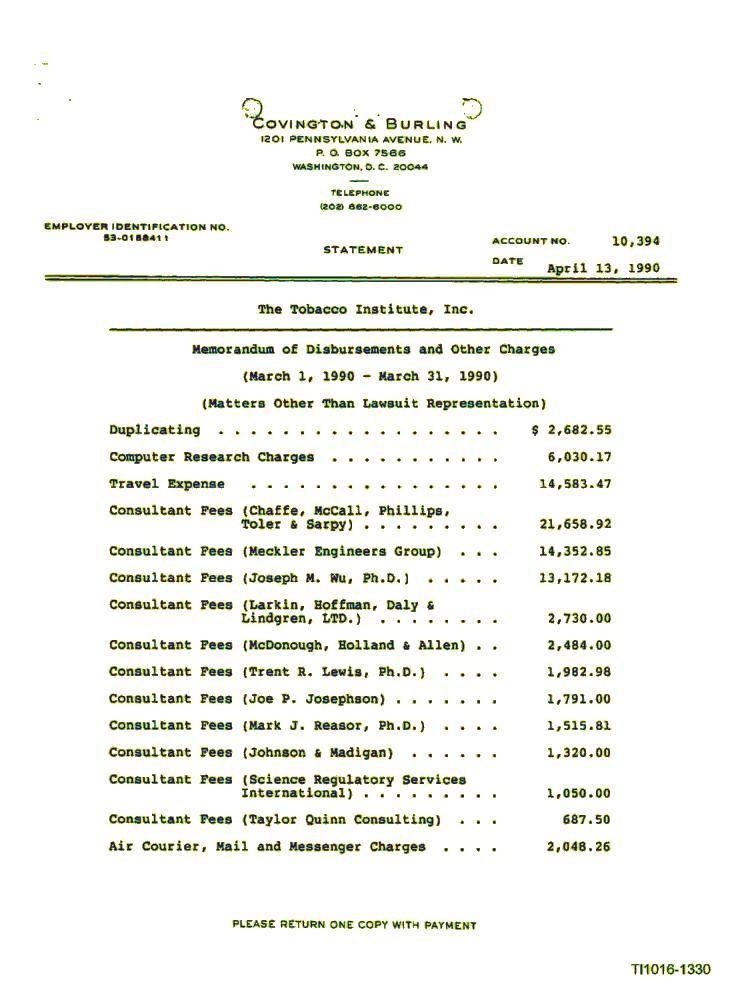 COVINGTON & BURLING
1201 PENNSYLVANIA AVENUE, N. W.
P. O. BOX 7566
WASHINGTON, D. C. 20044
TELEPHONE
(202) 662-6000
EMPLOYER IDENTIFICATION NO.
53-0188411
STATEMENT
ACCOUNT NO. 10,394
DATE April 13, 1990
The Tobacco Institute, Inc.
Memorandum of Disbursements and Other Charges
(March 1, 1990 - March 31, 1990)
(Matters Other Than Lawsuit Representation)
Duplicating . . . . . . . . . . . . . . . . . . $ 2,682.55
Computer Research Charges . . . . . . . . . . . 6,030.17
Travel Expense . . . . . . . . . . . . . . . . 14,583.47
Consultant Fees (Chaffe, McCall, Phillips,
Toler & Sarpy) . . . . . . . . . 21,658.92
Consultant Fees (Meckler Engineers Group) . . . 14,352.85
Consultant Fees (Joseph M. Wu, Ph.D.) . . . . . 13,172.18
Consultant Fees (Larkin, Hoffman, Daly &
Lindgren, LTD.) . . . . . . . . 2,730.00
Consultant Fees (McDonough, Holland & Allen) . . 2,484.00
Consultant Fees (Trent R. Lewis, Ph.D.) . . . . 1,982.98
Consultant Fees (Joe P. Josephson) . . . . . . . 1,791.00
Consultant Fees (Mark J. Reasor, Ph.D.) . . . . 1,515.81
Consultant Fees (Johnson & Madigan) . . . . . . 1,320.00
Consultant Fees (Science Regulatory Services
International) . . . . . . . . . 1,050.00
Consultant Fees (Taylor Quinn Consulting) . . . 687.50
Air Courier, Mail and Messenger Charges . . . . 2,048.26
PLEASE RETURN ONE COPY WITH PAYMENT
TI1016-1330